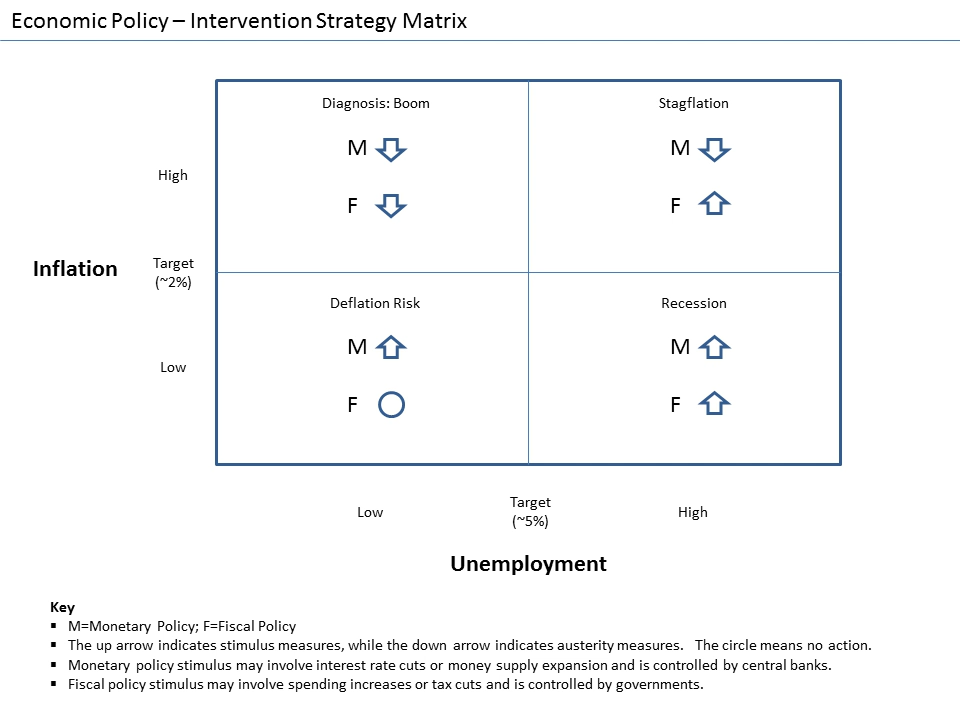 Economic Policy – Intervention Strategy Matrix
Diagnosis: Boom
Stagflation
M
M
High
F
F
Inflation
Target
(~2%)
Deflation Risk
Recession
M
M
Low
F
F
Low
Target
(~5%)
High
Unemployment
Key
▪ M=Monetary Policy; F=Fiscal Policy
▪ The up arrow indicates stimulus measures, while the down arrow indicates austerity measures. The circle means no action.
▪ Monetary policy stimulus may involve interest rate cuts or money supply expansion and is controlled by central banks.
▪ Fiscal policy stimulus may involve spending increases or tax cuts and is controlled by governments.